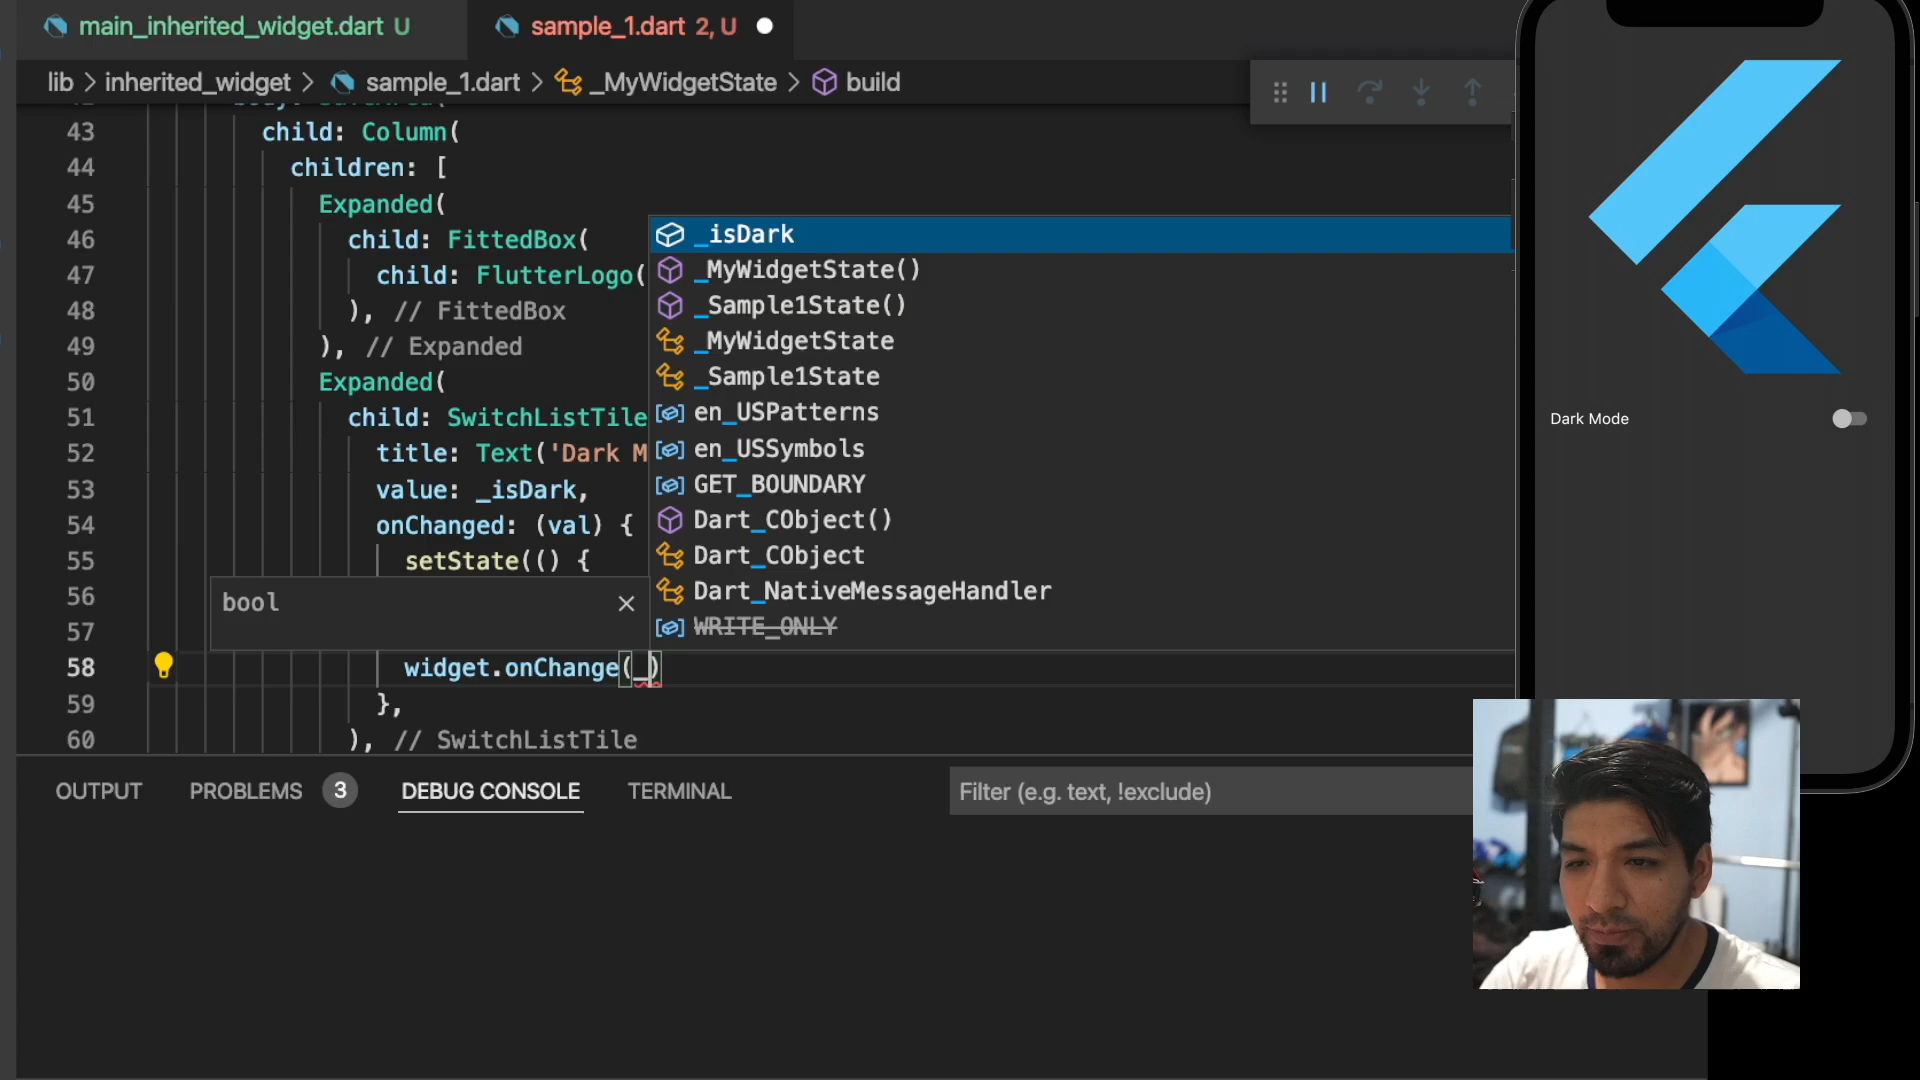 main_inherited_widget.dart U
sample_1.dart 2, U
lib > inherited_widget > sample_1.dart > _MyWidgetState > build
43 child: Column(
44 children: [
45 Expanded(
46 child: FittedBox(
47 child: FlutterLogo(
48 ), // FittedBox
49 ), // Expanded
50 Expanded(
51 child: SwitchListTile
52 title: Text('Dark M
53 value: _isDark,
54 onChanged: (val) {
55 setState(() {
56
57
58 widget.onChange(_)
59 },
60 ), // SwitchListTile
bool
_isDark
_MyWidgetState()
_Sample1State()
_MyWidgetState
_Sample1State
en_USPatterns
en_USSymbols
GET_BOUNDARY
Dart_CObject()
Dart_CObject
Dart_NativeMessageHandler
WRITE_ONLY
OUTPUT
PROBLEMS 3
DEBUG CONSOLE
TERMINAL
Filter (e.g. text, !exclude)
Dark Mode